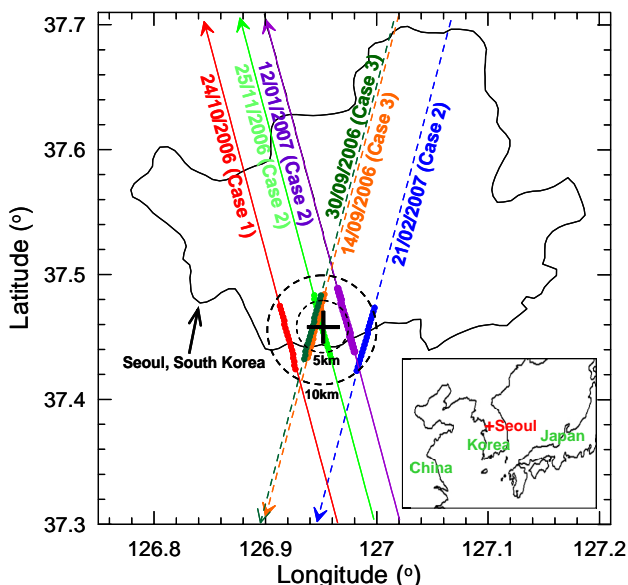 37.7
37.6
37.5
37.4
37.3
Latitude (º)
24/10/2006 (Case 1)
25/11/2006 (Case 2)
12/01/2007 (Case 2)
30/09/2006 (Case 3)
14/09/2006 (Case 3)
21/02/2007 (Case 2)
Seoul, South Korea
5km
10km
+Seoul
Korea
Japan
China
126.8
126.9
127
127.1
127.2
Longitude (º)